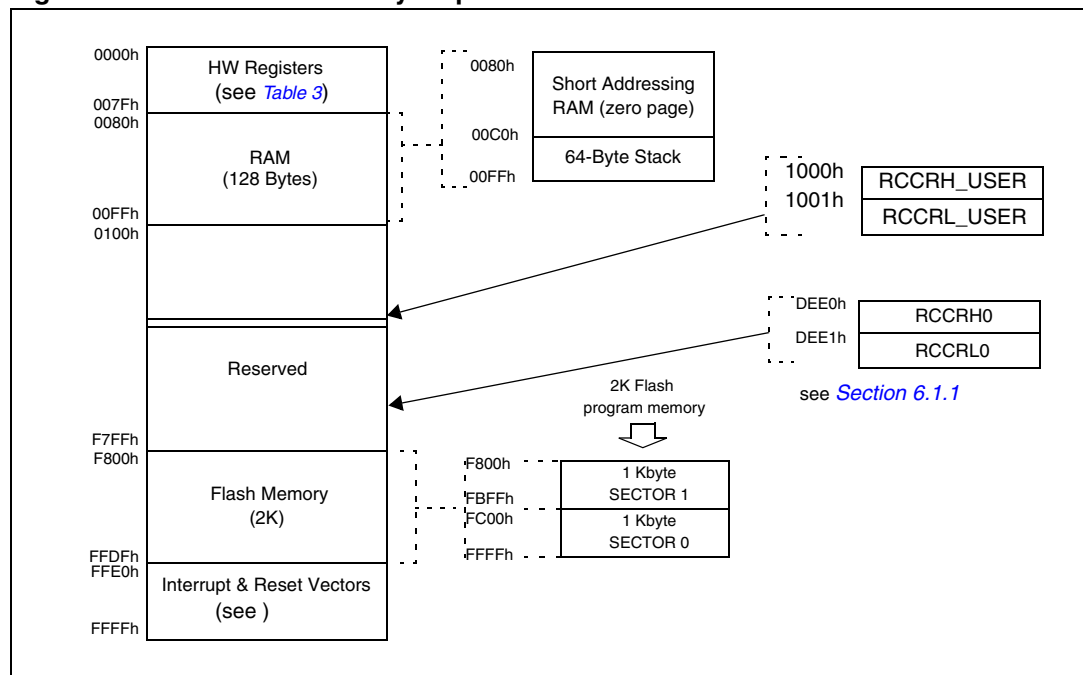 0000h
HW Registers
(see Table 3)
007Fh
0080h
RAM
(128 Bytes)
00FFh
0100h
Reserved
F7FFh
F800h
Flash Memory
(2K)
FFDFh
FFE0h
Interrupt & Reset Vectors
(see )
FFFFh
0080h
Short Addressing
RAM (zero page)
00C0h
64-Byte Stack
00FFh
1000h
RCCRH_USER
1001h
RCCRL_USER
DEE0h
RCCRH0
DEE1h
RCCRL0
see Section 6.1.1
2K Flash
program memory
F800h
1 Kbyte
SECTOR 1
FBFFh
FC00h
1 Kbyte
SECTOR 0
FFFFh